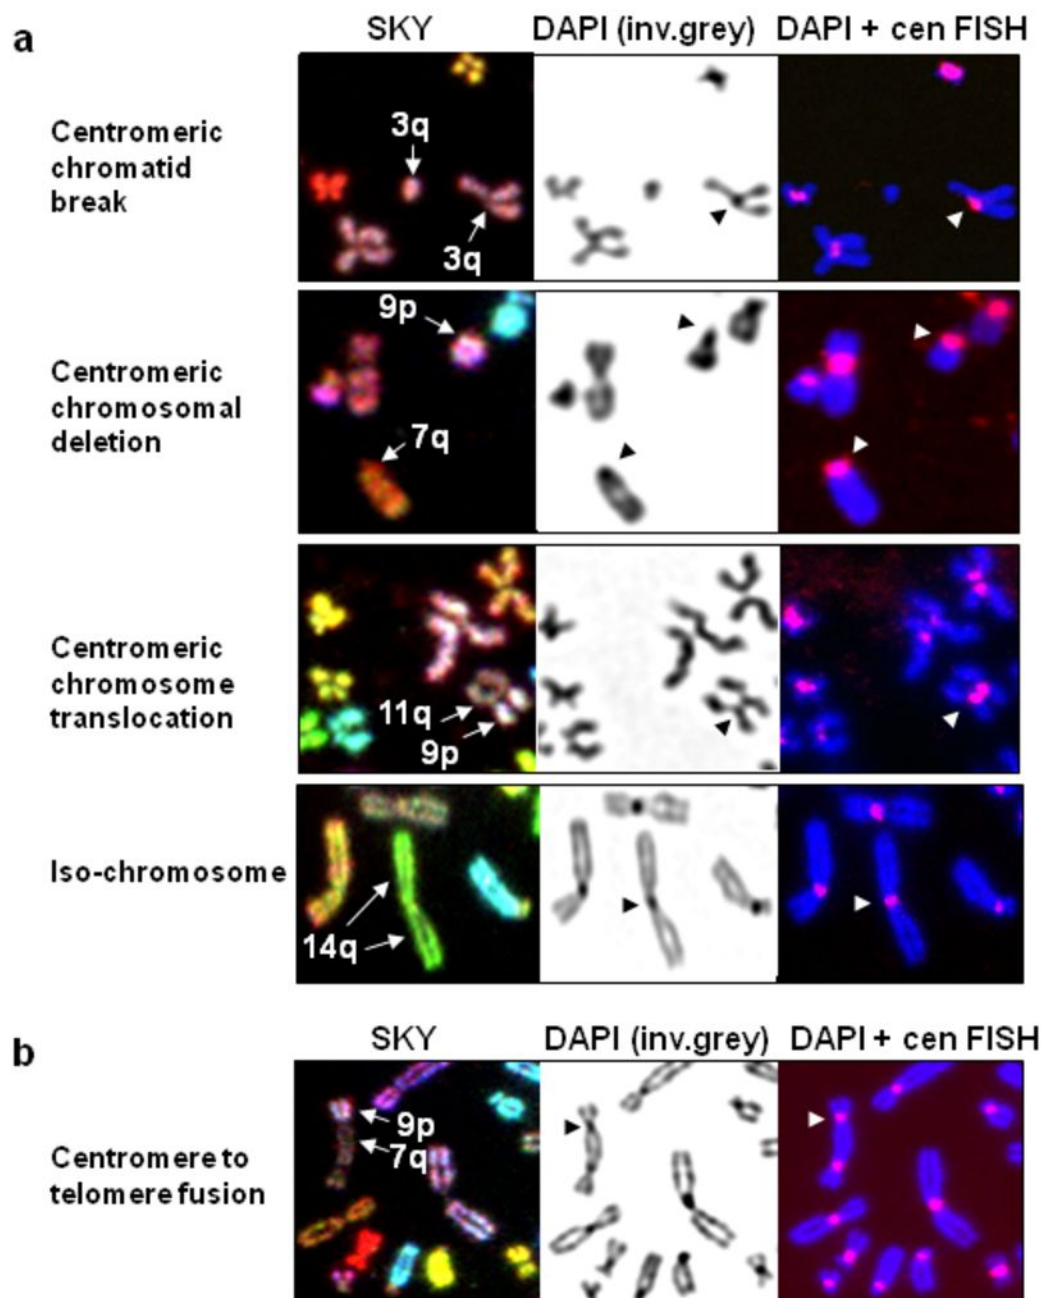 a
SKY
DAPI (inv.grey)
DAPI + cen FISH
Centromeric
chromatid
break
3q
3q
Centromeric
chromosomal
deletion
9p
7q
Centromeric
chromosome
translocation
11q
9p
Iso-chromosome
14q
b
SKY
DAPI (inv.grey)
DAPI + cen FISH
Centromere to
telomere fusion
9p
7q